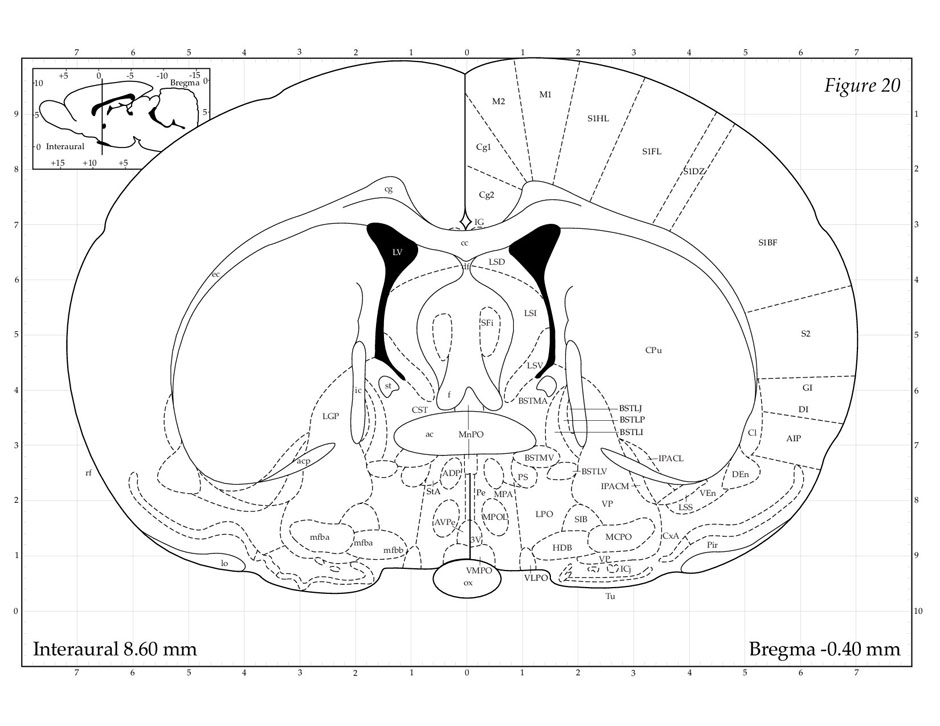 7 6 5 4 3 2 1 0 1 2 3 4 5 6 7
+5 0 -5 -10 -15
10 Bregma 0
Figure 20
-5 5
0 Interaural
+15 +10 +5
9 M2 M1 1
S1HL
Cg1 S1FL
8 S1DZ 2
cg Cg2
7 IG 3
cc S1BF
LV LSD
df
ec
6 4
LSI
SFi
5 S2 5
CPu
LSV
4 st GI 6
ic f BSTMA
CST BSTLJ DI
LGP BSTLP
ac MnPO BSTLI Cl AIP
3 7
acp BSTMV IPACL
rf ADP PS BSTLV DEn
StA Pe MPA IPACM VEn
2 VP LSS 8
AVPe MPOL LPO SIB
mfba 3V MCPO CxA
mfba mfbb HDB Pir
1 VP 9
lo VMPO ICj
ox VLPO
Tu
0 10
Interaural 8.60 mm Bregma -0.40 mm
7 6 5 4 3 2 1 0 1 2 3 4 5 6 7